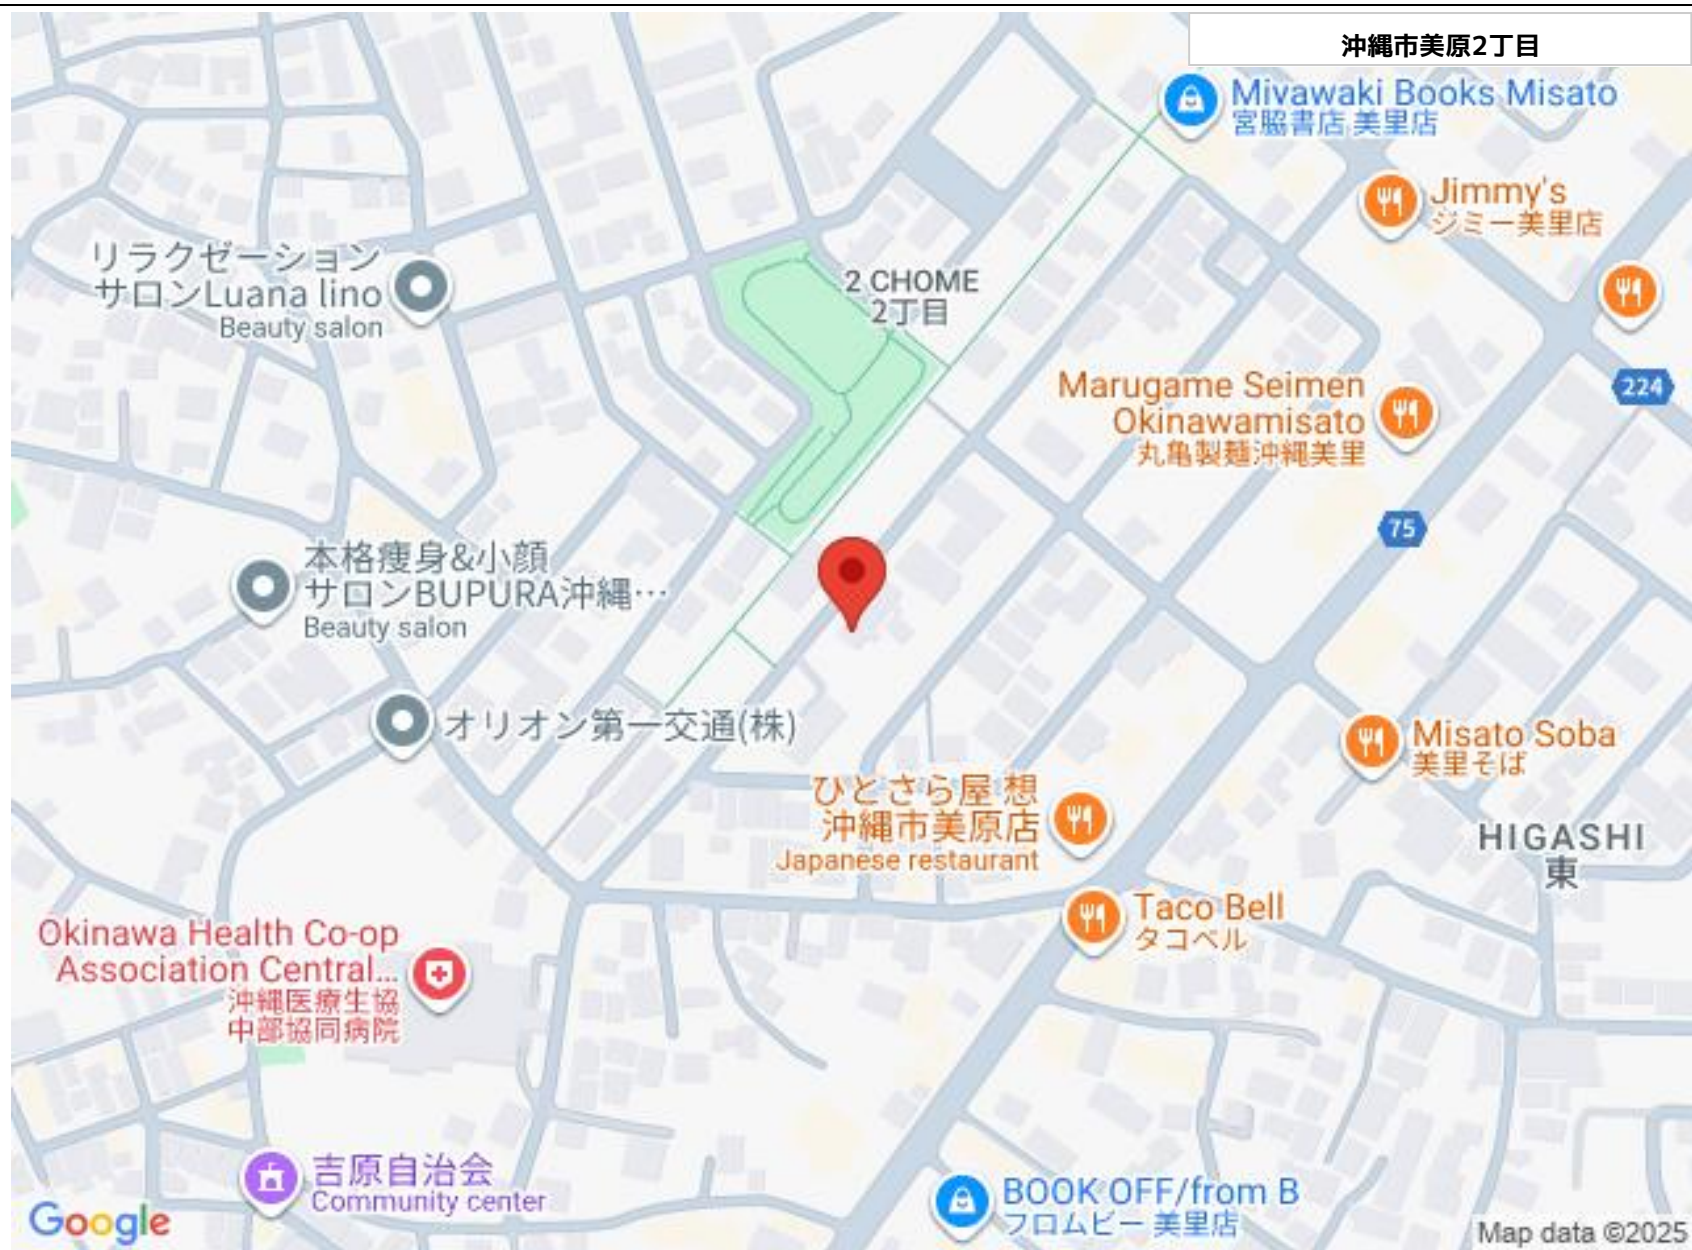 沖縄市美原2丁目
Miyawaki Books Misato
宮脇書店 美里店
Jimmy's
ジミー美里店
リラクゼーション
サロンLuana lino
Beauty salon
2 CHOME
2丁目
224
Marugame Seimen
Okinawamisato
丸亀製麺沖縄美里
75
本格痩身&小顔
サロンBUPURA沖縄…
Beauty salon
オリオン第一交通(株)
Misato Soba
美里そば
ひとさら屋 想
沖縄市美原店
Japanese restaurant
HIGASHI
東
Taco Bell
タコベル
Okinawa Health Co-op
Association Central...
沖縄医療生協
中部協同病院
吉原自治会
Community center
BOOK OFF/from B
フロムビー 美里店
Google
Map data ©2025